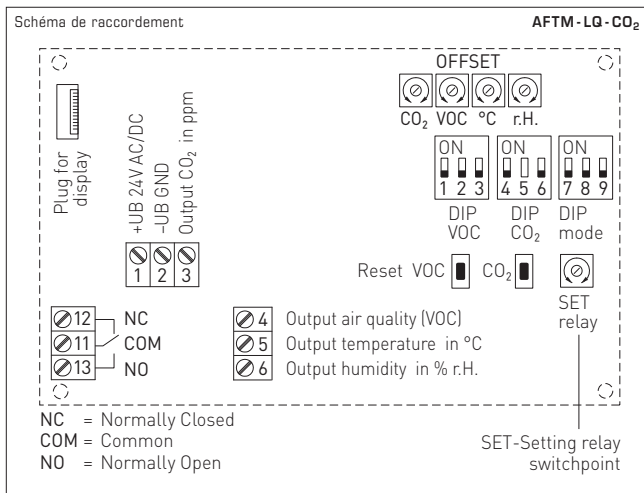 Schéma de raccordement
AFTM-LQ-CO₂
OFFSET
CO₂ VOC °C r.H.
Plug for
display
+UB 24V AC/DC
-UB GND
Output CO₂ in ppm
1 2 3
ON ON ON
1 2 3 4 5 6 7 8 9
DIP DIP DIP
VOC CO₂ mode
Reset VOC CO₂
SET
relay
12 NC
11 COM
13 NO
4 Output air quality (VOC)
5 Output temperature in °C
6 Output humidity in % r.H.
NC = Normally Closed
COM = Common
NO = Normally Open
SET-Setting relay
switchpoint